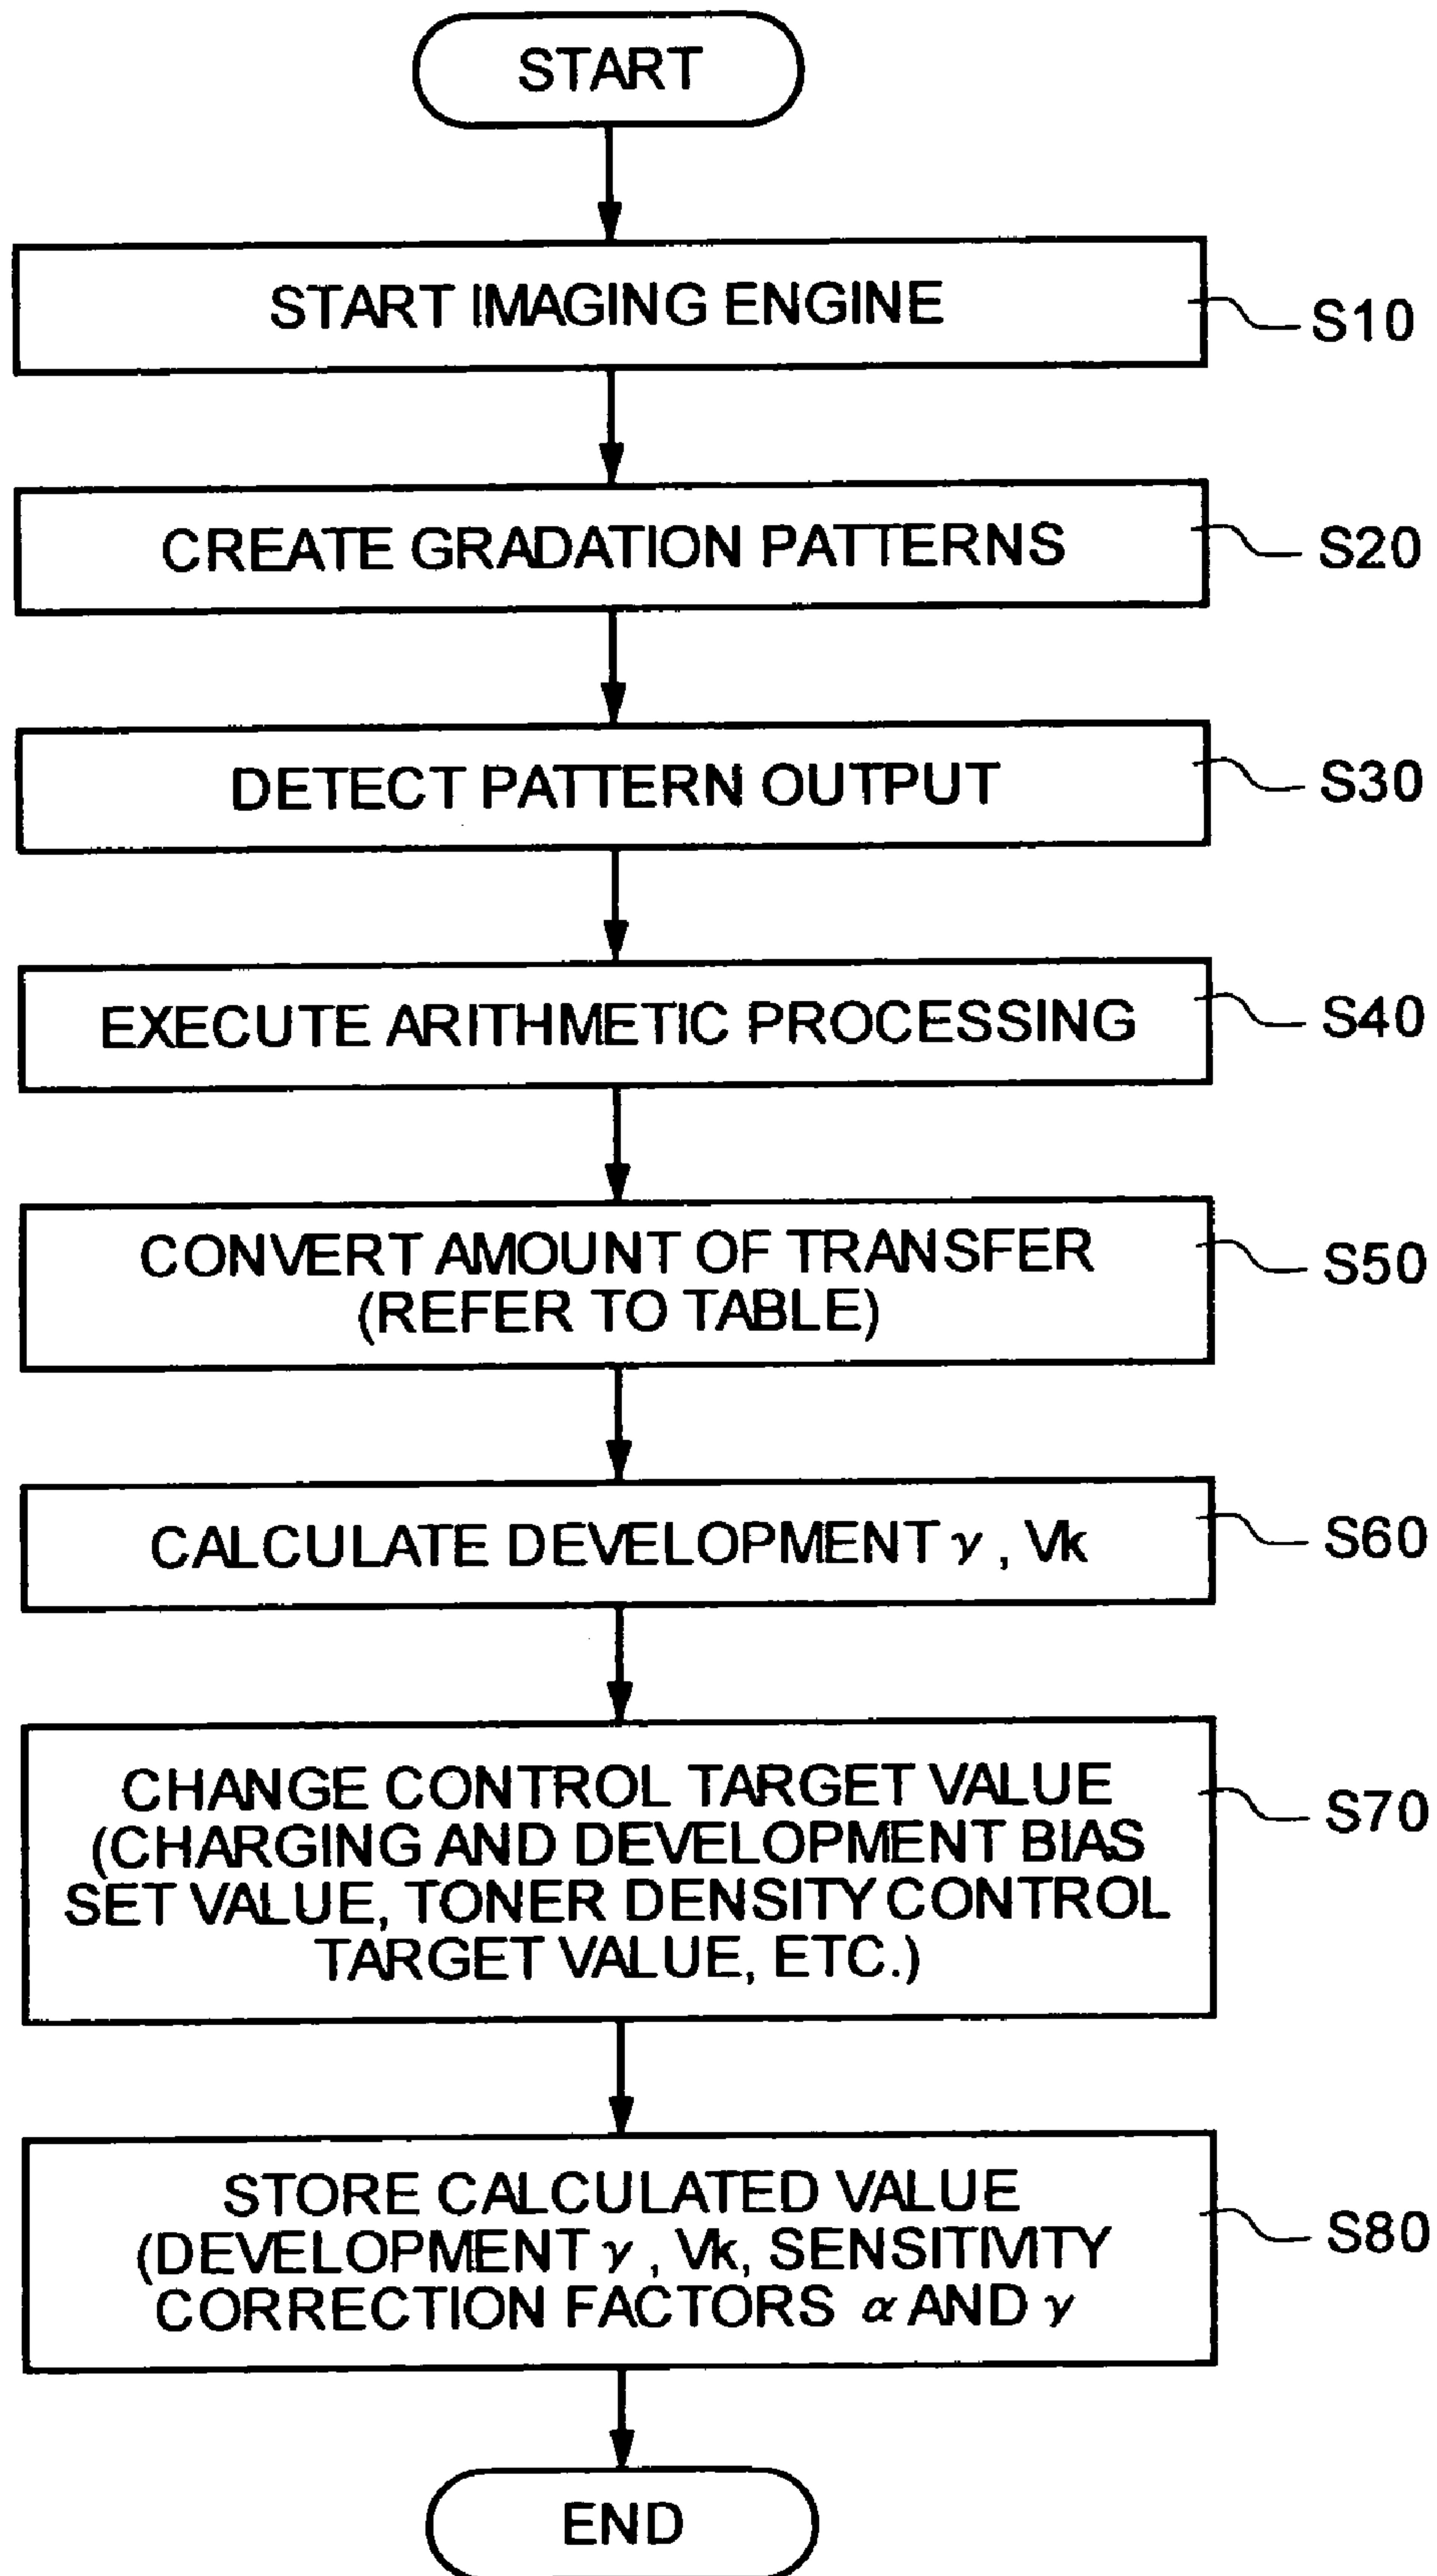 START
START IMAGING ENGINE
S10
CREATE GRADATION PATTERNS
S20
DETECT PATTERN OUTPUT
S30
EXECUTE ARITHMETIC PROCESSING
S40
CONVERT AMOUNT OF TRANSFER
(REFER TO TABLE)
S50
CALCULATE DEVELOPMENT γ, Vk
S60
CHANGE CONTROL TARGET VALUE
(CHARGING AND DEVELOPMENT BIAS
SET VALUE, TONER DENSITY CONTROL
TARGET VALUE, ETC.)
S70
STORE CALCULATED VALUE
(DEVELOPMENT γ, Vk, SENSITIVITY
CORRECTION FACTORS α AND γ
S80
END